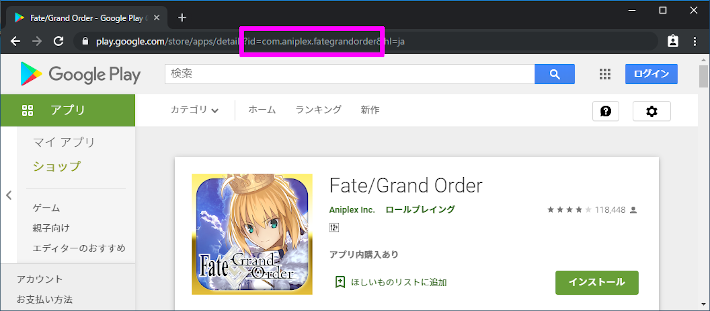 Fate/Grand Order - Google Play
play.google.com/store/apps/detail ?id=com.aniplex.fategrandorder&hl=ja
Google Play
検索
ログイン
アプリ
カテゴリ
ホーム
ランキング
新作
マイ アプリ
ショップ
ゲーム
親子向け
エディターのおすすめ
アカウント
お支払い方法
Fate Grand Order
Fate/Grand Order
Aniplex Inc.
ロールプレイング
118,448
12+
アプリ内購入あり
ほしいものリストに追加
インストール